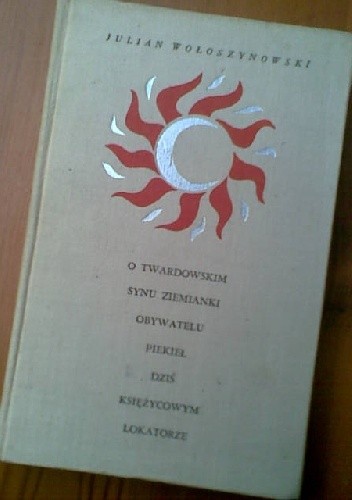 JULIAN WOŁOSZYNOWSKI
O TWARDOWSKIM
SYNU ZIEMIANKI
OBYWATELU
PIEKIEŁ
DZIŚ
KSIĘŻYCOWYM
LOKATORZE